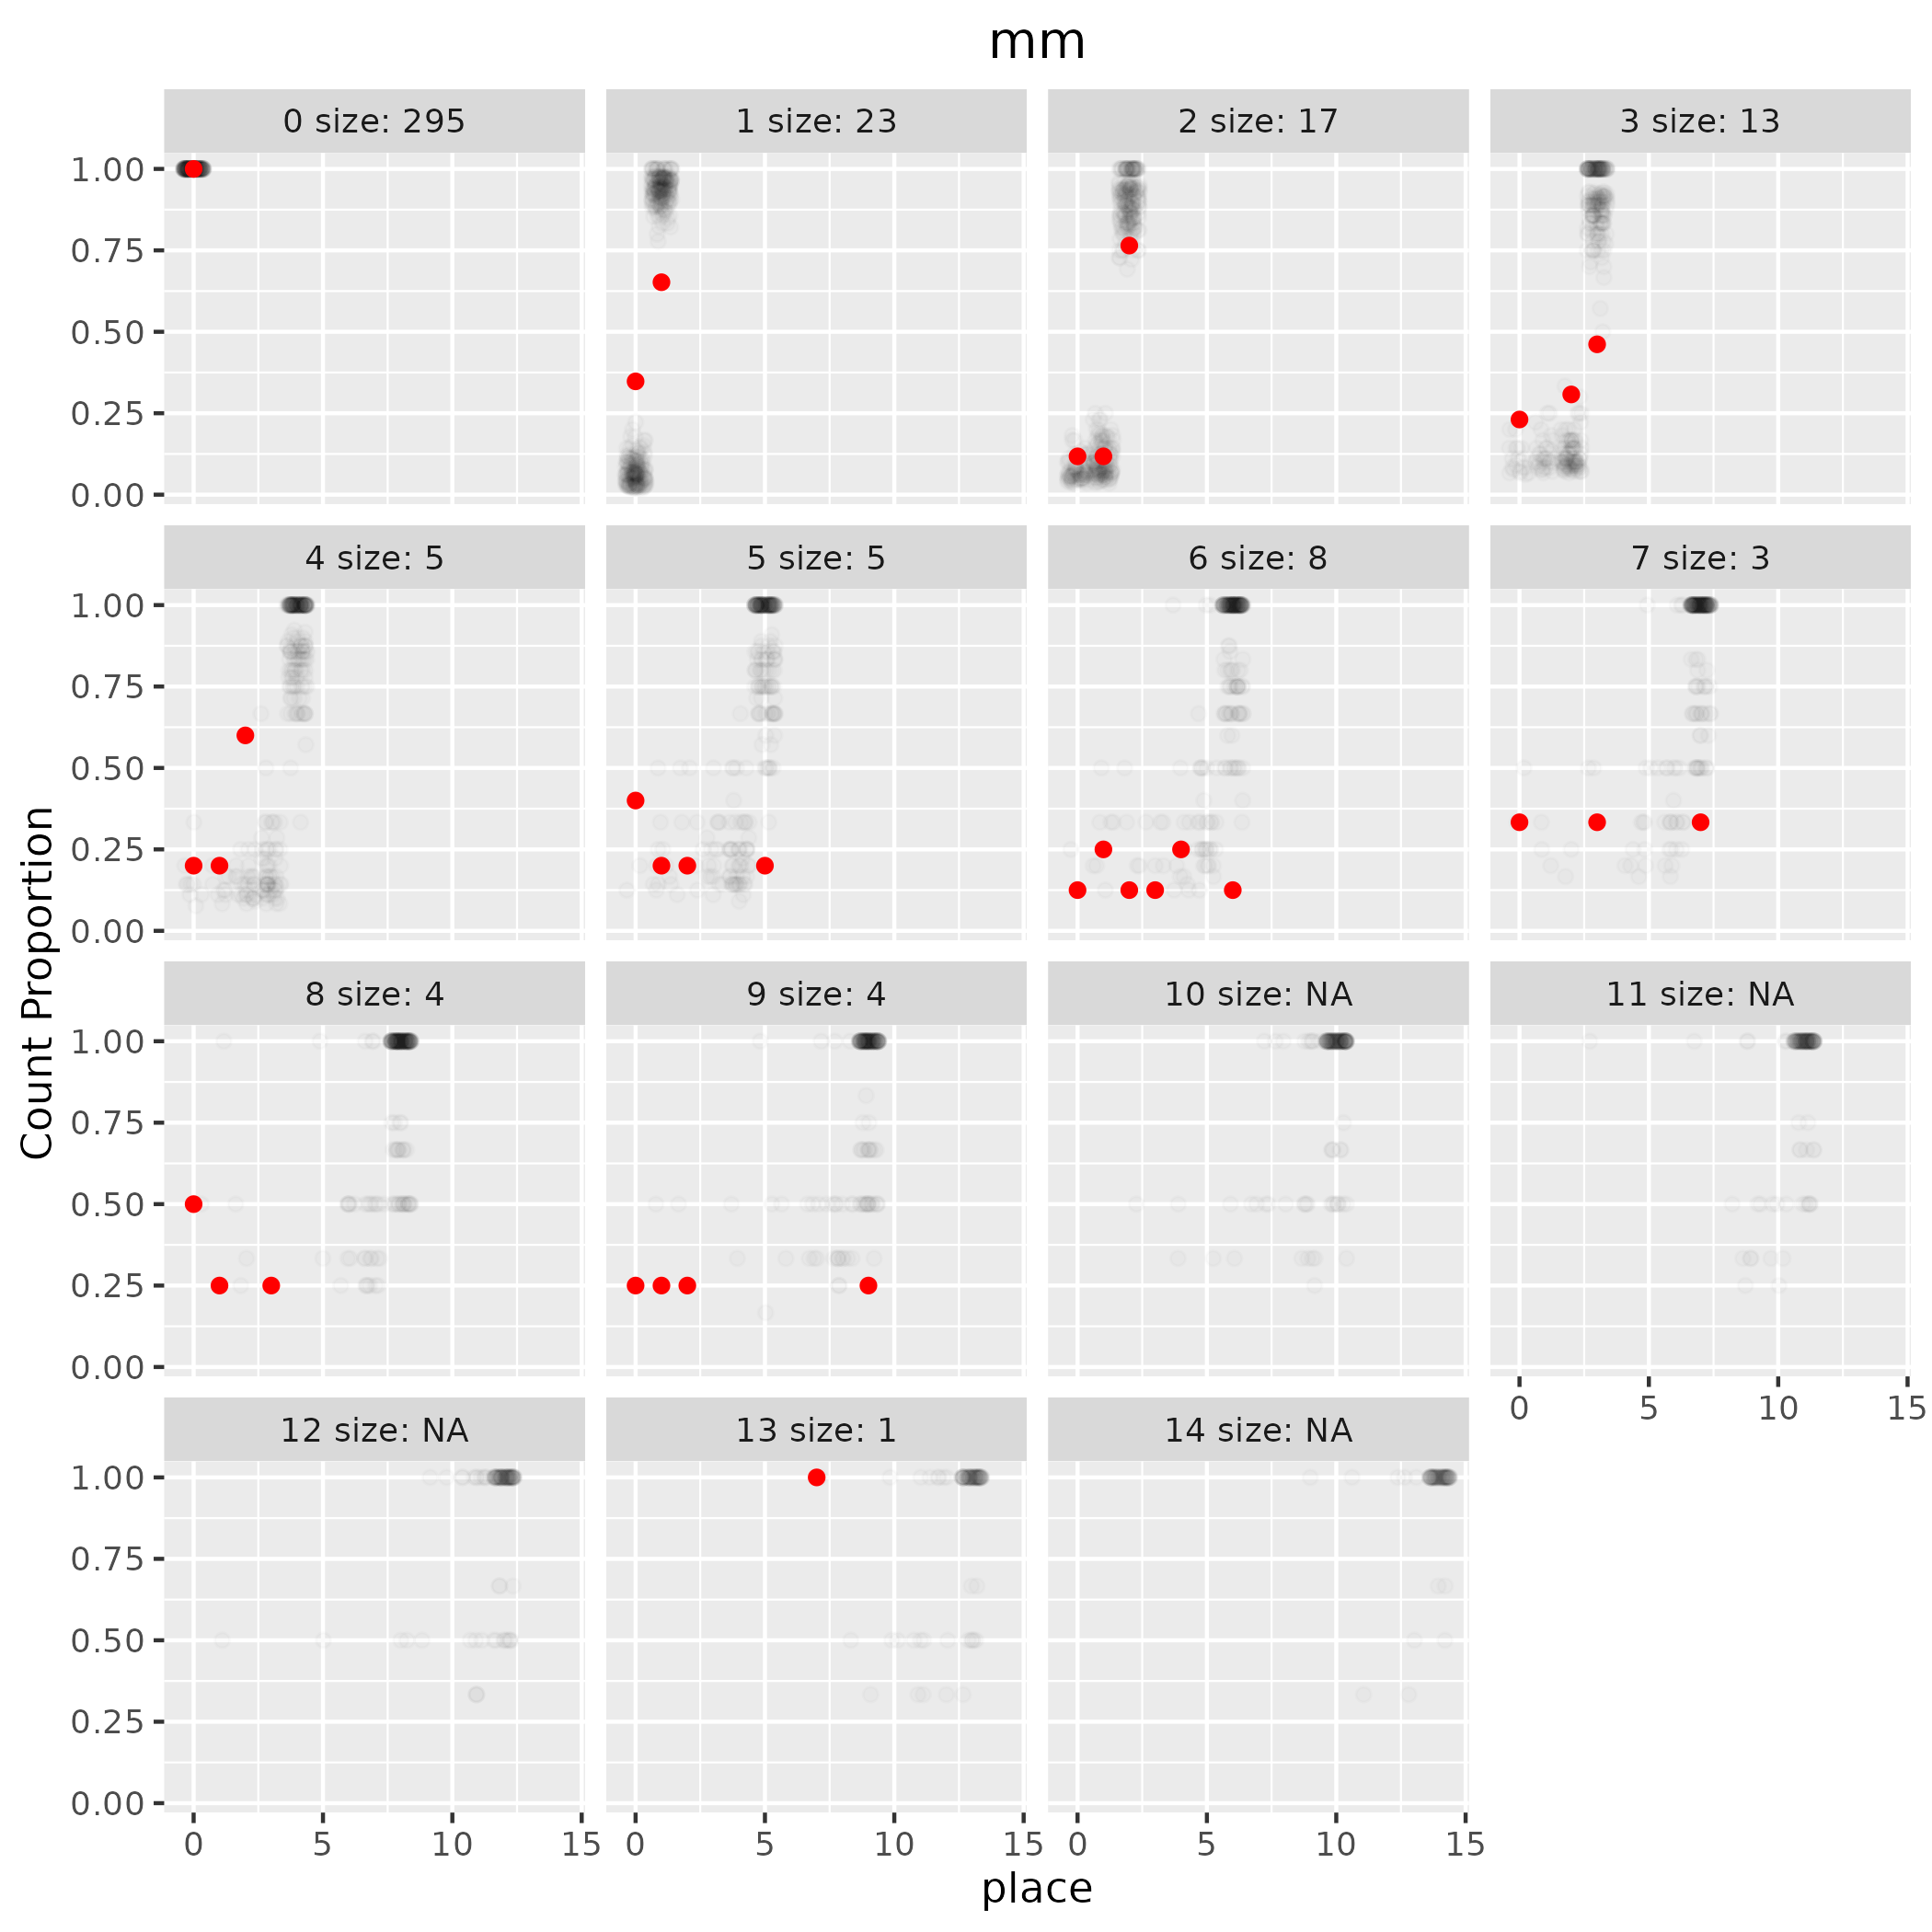 mm
0 size: 295
1 size: 23
2 size: 17
3 size: 13
1.00
0.75
0.50
0.25
0.00
4 size: 5
5 size: 5
6 size: 8
7 size: 3
1.00
0.75
0.50
0.25
0.00
Count Proportion
8 size: 4
9 size: 4
10 size: NA
11 size: NA
1.00
0.75
0.50
0.25
0.00
0 5 10 15
12 size: NA
13 size: 1
14 size: NA
1.00
0.75
0.50
0.25
0.00
0 5 10 15
0 5 10 15
0 5 10 15
place